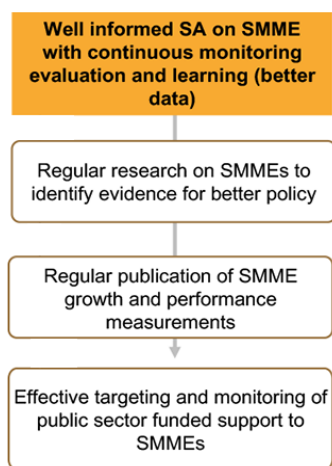 Well informed SA on SMME
with continuous monitoring
evaluation and learning (better
data)
Regular research on SMMEs to
identify evidence for better policy
Regular publication of SMME
growth and performance
measurements
Effective targeting and monitoring of
public sector funded support to
SMMEs